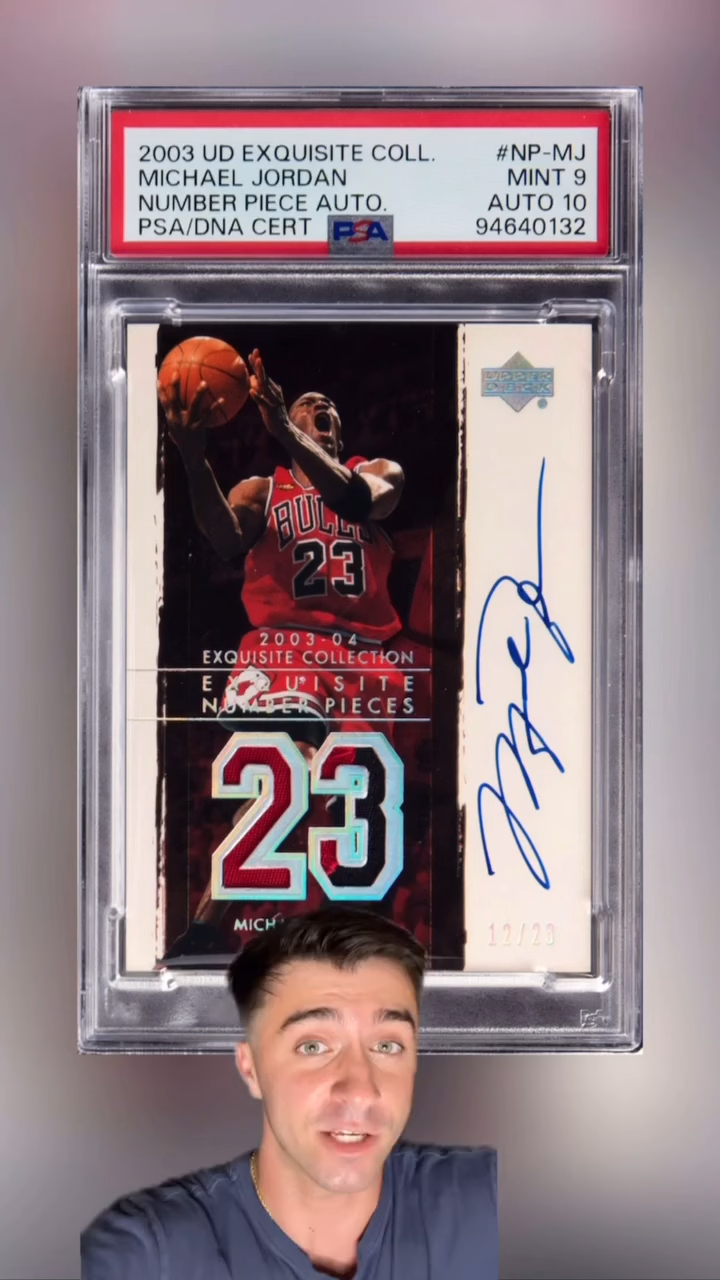 2003 UD EXQUISITE COLL. #NP-MJ
MICHAEL JORDAN MINT 9
NUMBER PIECE AUTO. AUTO 10
PSA/DNA CERT PSA 94640132
UPPER DECK
BULLS
23
2003-04
EXQUISITE COLLECTION
EXQUISITE
NUMBER PIECES
23
MICH
12/23